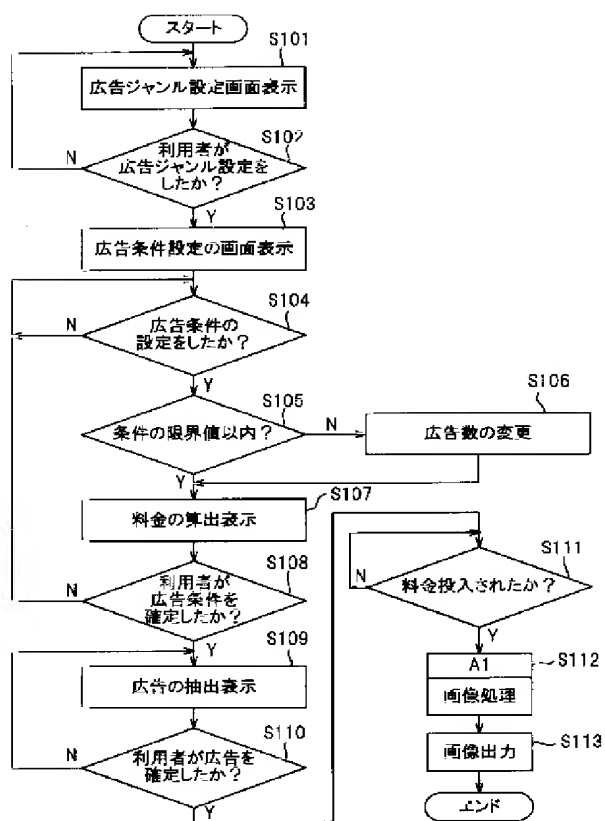 スタート
S101
広告ジャンル設定画面表示
S102
利用者が
広告ジャンル設定を
したか？
N
Y
S103
広告条件設定の画面表示
S104
広告条件の
設定をしたか？
N
Y
S105
条件の限界値以内？
N
Y
S106
広告数の変更
S107
料金の算出表示
S108
利用者が
広告条件を
確定したか？
N
Y
S109
広告の抽出表示
S110
利用者が広告を
確定したか？
N
Y
S111
料金投入されたか？
N
Y
A1
S112
画像処理
S113
画像出力
エンド